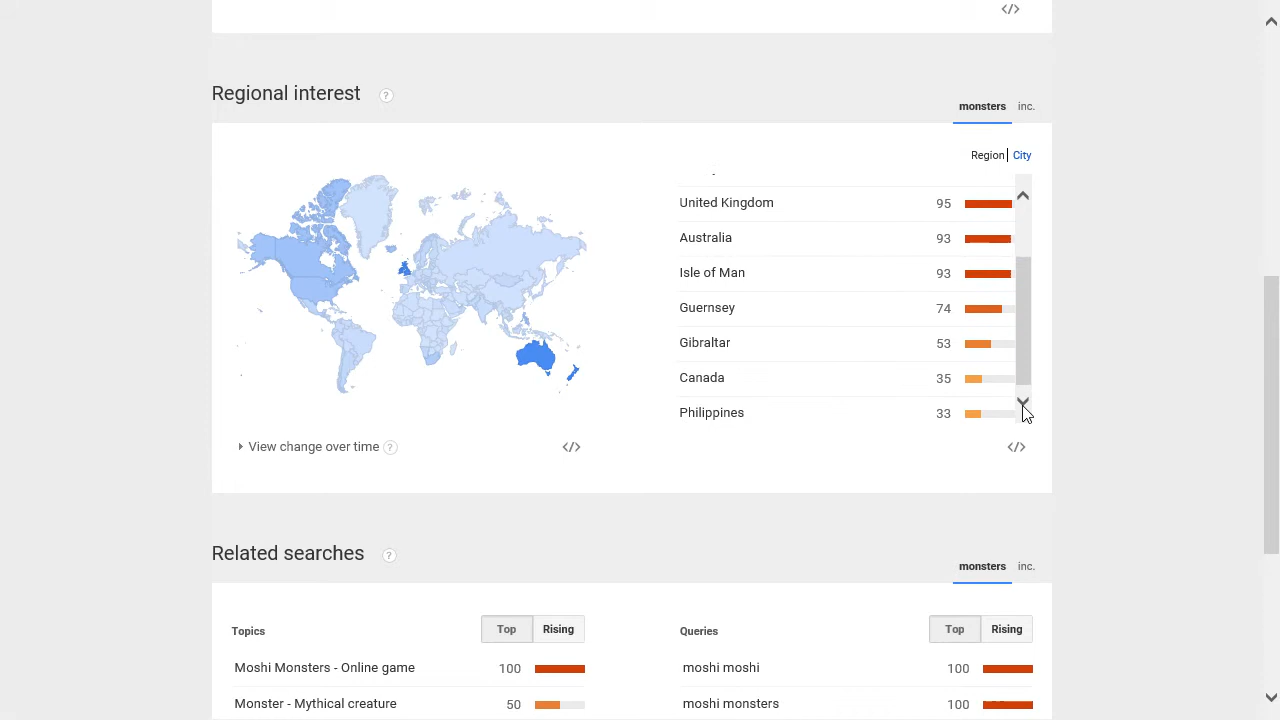 </>
Regional interest ?
monsters inc.
Region City
United Kingdom 95
Australia 93
Isle of Man 93
Guernsey 74
Gibraltar 53
Canada 35
Philippines 33
View change over time ? </> </>
Related searches ?
monsters inc.
Topics Top Rising Queries Top Rising
Moshi Monsters - Online game 100 moshi moshi 100
Monster - Mythical creature 50 moshi monsters 100